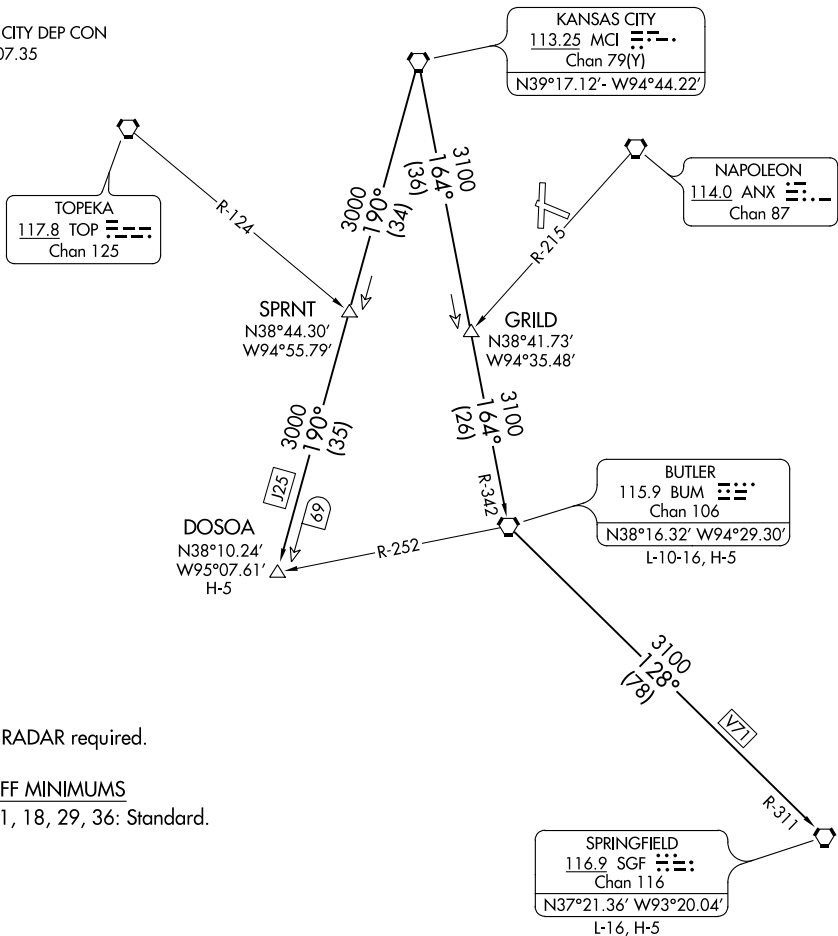 CITY DEP CON
07.35
KANSAS CITY
113.25 MCI
Chan 79(Y)
N39°17.12'- W94°44.22'
TOPEKA
117.8 TOP
Chan 125
NAPOLEON
114.0 ANX
Chan 87
R-124
3000
190°
(34)
3100
164°
(36)
R-215
SPRNT
N38°44.30'
W94°55.79'
GRILD
N38°41.73'
W94°35.48'
3000
190°
(35)
3100
164°
(26)
J25
69
R-342
BUTLER
115.9 BUM
Chan 106
N38°16.32' W94°29.30'
L-10-16, H-5
DOSOA
N38°10.24'
W95°07.61'
H-5
R-252
3100
128°
(78)
V71
R-311
RADAR required.
FF MINIMUMS
1, 18, 29, 36: Standard.
SPRINGFIELD
116.9 SGF
Chan 116
N37°21.36' W93°20.04'
L-16, H-5